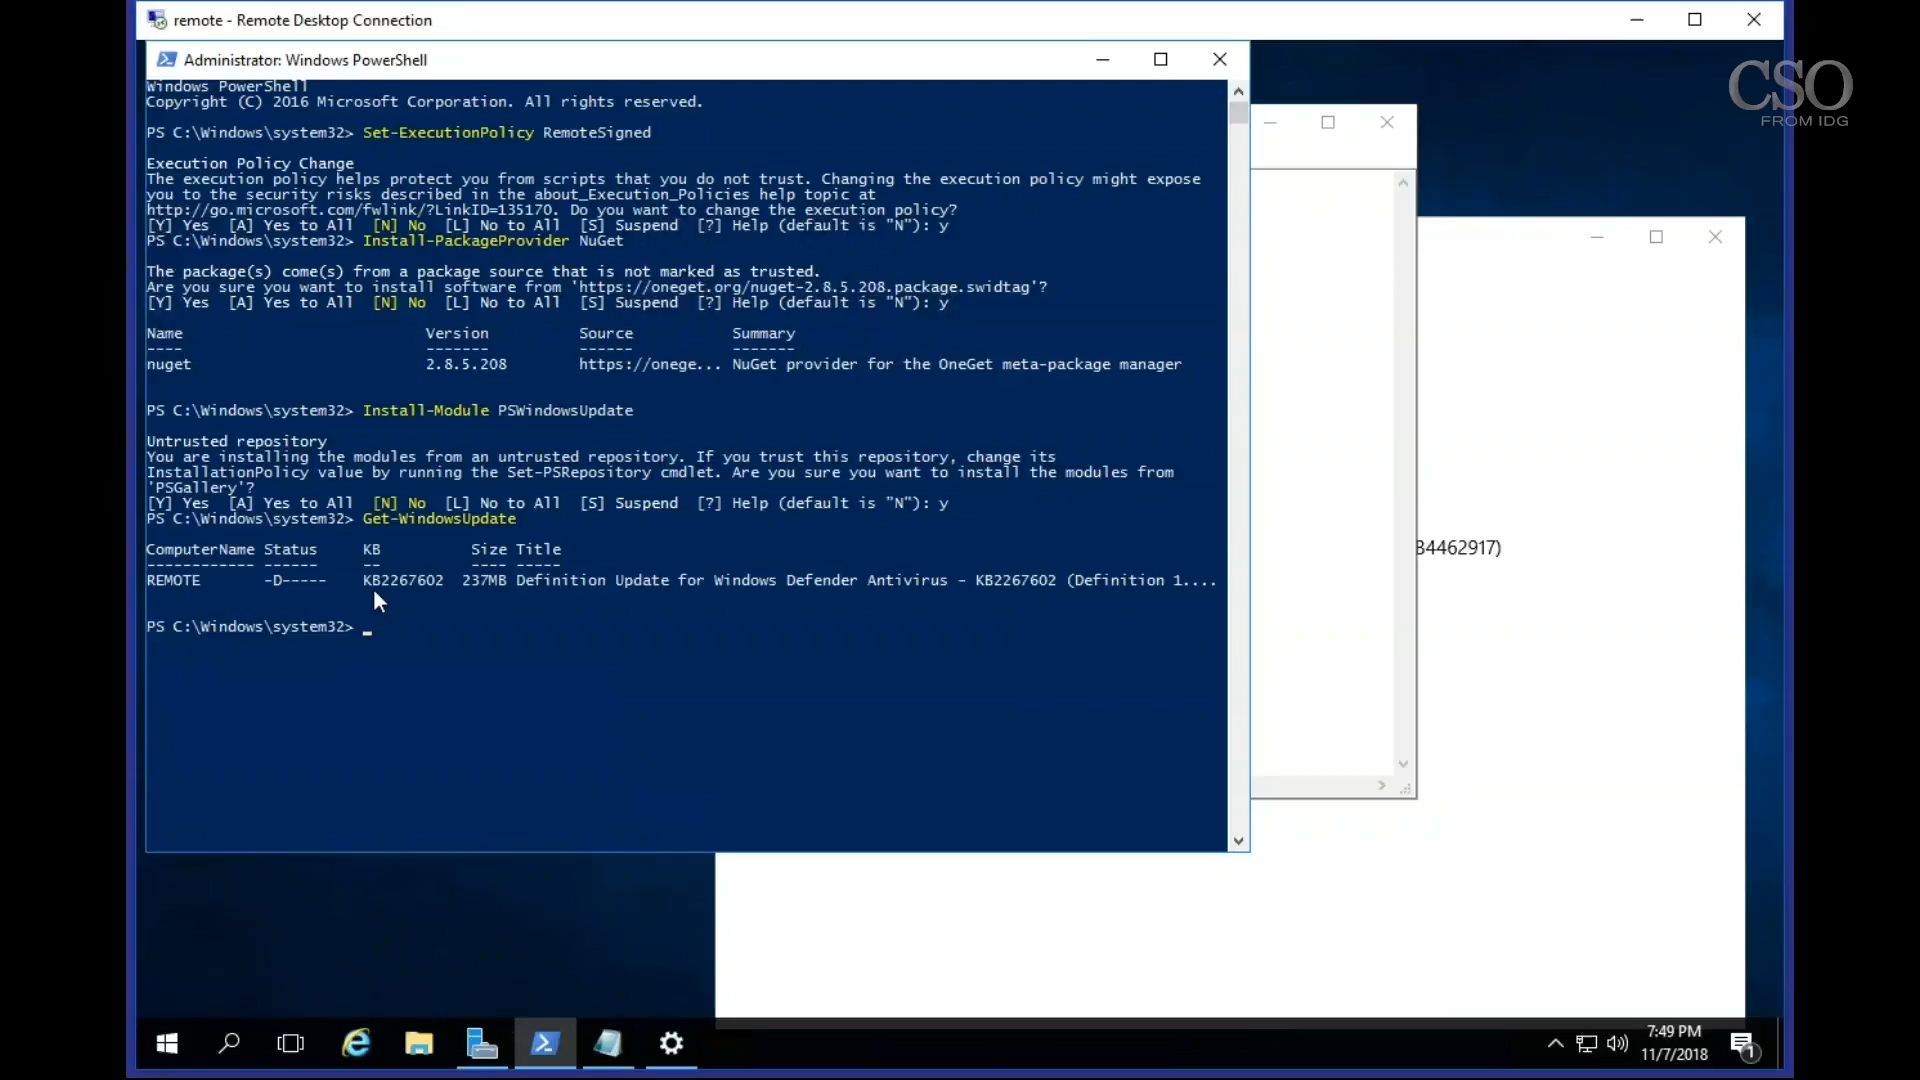 remote - Remote Desktop Connection
CSO
FROM IDG
Administrator: Windows PowerShell
Windows PowerShell
Copyright (C) 2016 Microsoft Corporation. All rights reserved.
PS C:\Windows\system32> Set-ExecutionPolicy RemoteSigned
Execution Policy Change
The execution policy helps protect you from scripts that you do not trust. Changing the execution policy might expose
you to the security risks described in the about_Execution_Policies help topic at
http://go.microsoft.com/fwlink/?LinkID=135170. Do you want to change the execution policy?
[Y] Yes  [A] Yes to All  [N] No  [L] No to All  [S] Suspend  [?] Help (default is "N"): y
PS C:\Windows\system32> Install-PackageProvider NuGet
The package(s) come(s) from a package source that is not marked as trusted.
Are you sure you want to install software from 'https://oneget.org/nuget-2.8.5.208.package.swidtag'?
[Y] Yes  [A] Yes to All  [N] No  [L] No to All  [S] Suspend  [?] Help (default is "N"): y
Name Version Source Summary
---- ------- ------ -------
nuget 2.8.5.208 https://onege... NuGet provider for the OneGet meta-package manager
PS C:\Windows\system32> Install-Module PSWindowsUpdate
Untrusted repository
You are installing the modules from an untrusted repository. If you trust this repository, change its
InstallationPolicy value by running the Set-PSRepository cmdlet. Are you sure you want to install the modules from
'PSGallery'?
[Y] Yes  [A] Yes to All  [N] No  [L] No to All  [S] Suspend  [?] Help (default is "N"): y
PS C:\Windows\system32> Get-WindowsUpdate
ComputerName Status KB Size Title
------------ ------ -- ---- -----
REMOTE -D----- KB2267602 237MB Definition Update for Windows Defender Antivirus - KB2267602 (Definition 1....
PS C:\Windows\system32> _
84462917)
7:49 PM
11/7/2018
1